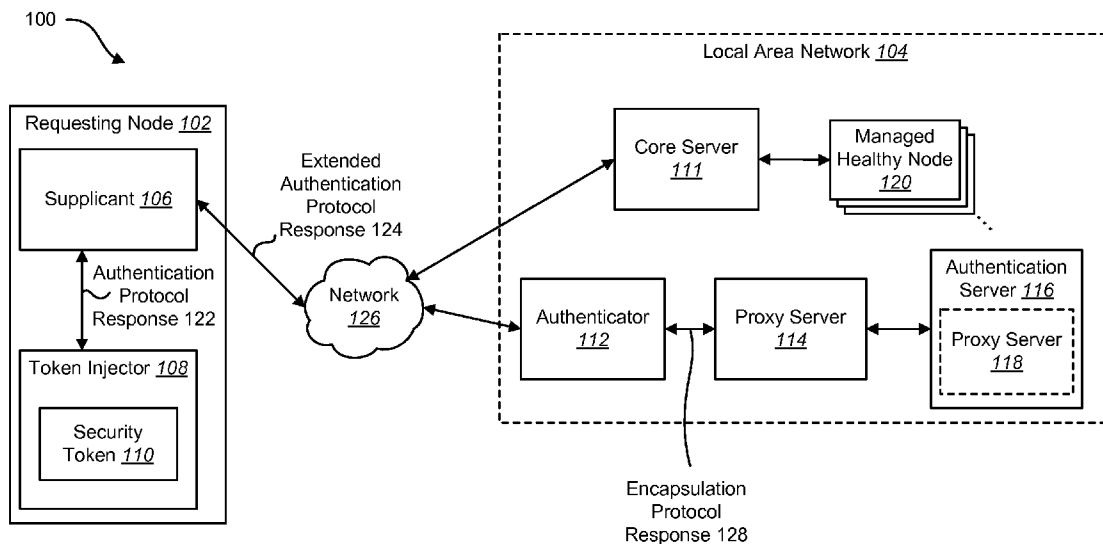 100
Local Area Network 104
Requesting Node 102
Supplicant 106
Authentication
Protocol
Response 122
Token Injector 108
Security
Token 110
Extended
Authentication
Protocol
Response 124
Network
126
Core Server
111
Managed
Healthy Node
120
Authenticator
112
Proxy Server
114
Authentication
Server 116
Proxy Server
118
Encapsulation
Protocol
Response 128